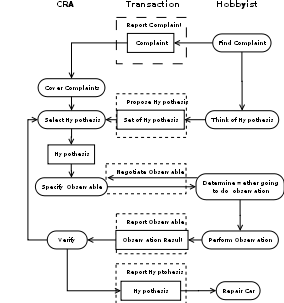 CRA Transaction Hobbyist
Report Complaint
Complaint
Find Complaint
Cover Complaints
Propose Hypothesis
Select Hypothesis
Set of Hypothesis
Think of Hypothesis
Hypothesis
Negotiate Observable
Specify Observable
Determine whether going
to do observation
Report Observable
Verify
Observation Result
Perform Observation
Report Hyptohesis
Hypothesis
Repair Car